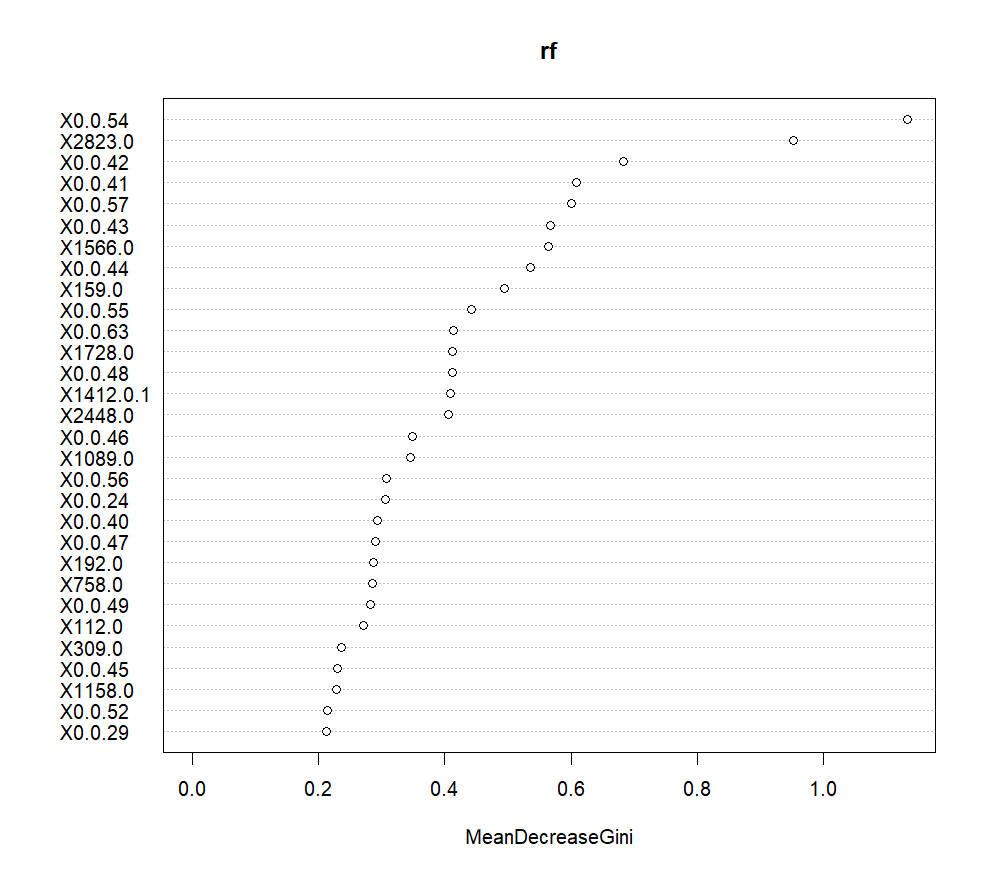 rf
X0.0.54
X2823.0
X0.0.42
X0.0.41
X0.0.57
X0.0.43
X1566.0
X0.0.44
X159.0
X0.0.55
X0.0.63
X1728.0
X0.0.48
X1412.0.1
X2448.0
X0.0.46
X1089.0
X0.0.56
X0.0.24
X0.0.40
X0.0.47
X192.0
X758.0
X0.0.49
X112.0
X309.0
X0.0.45
X1158.0
X0.0.52
X0.0.29
0.0 0.2 0.4 0.6 0.8 1.0
MeanDecreaseGini